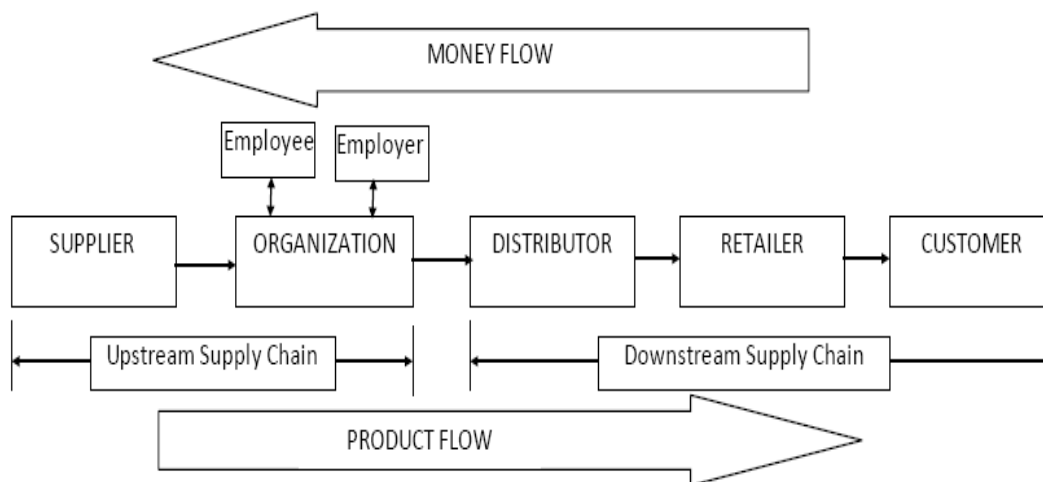 MONEY FLOW
Employee
Employer
SUPPLIER
ORGANIZATION
DISTRIBUTOR
RETAILER
CUSTOMER
Upstream Supply Chain
Downstream Supply Chain
PRODUCT FLOW